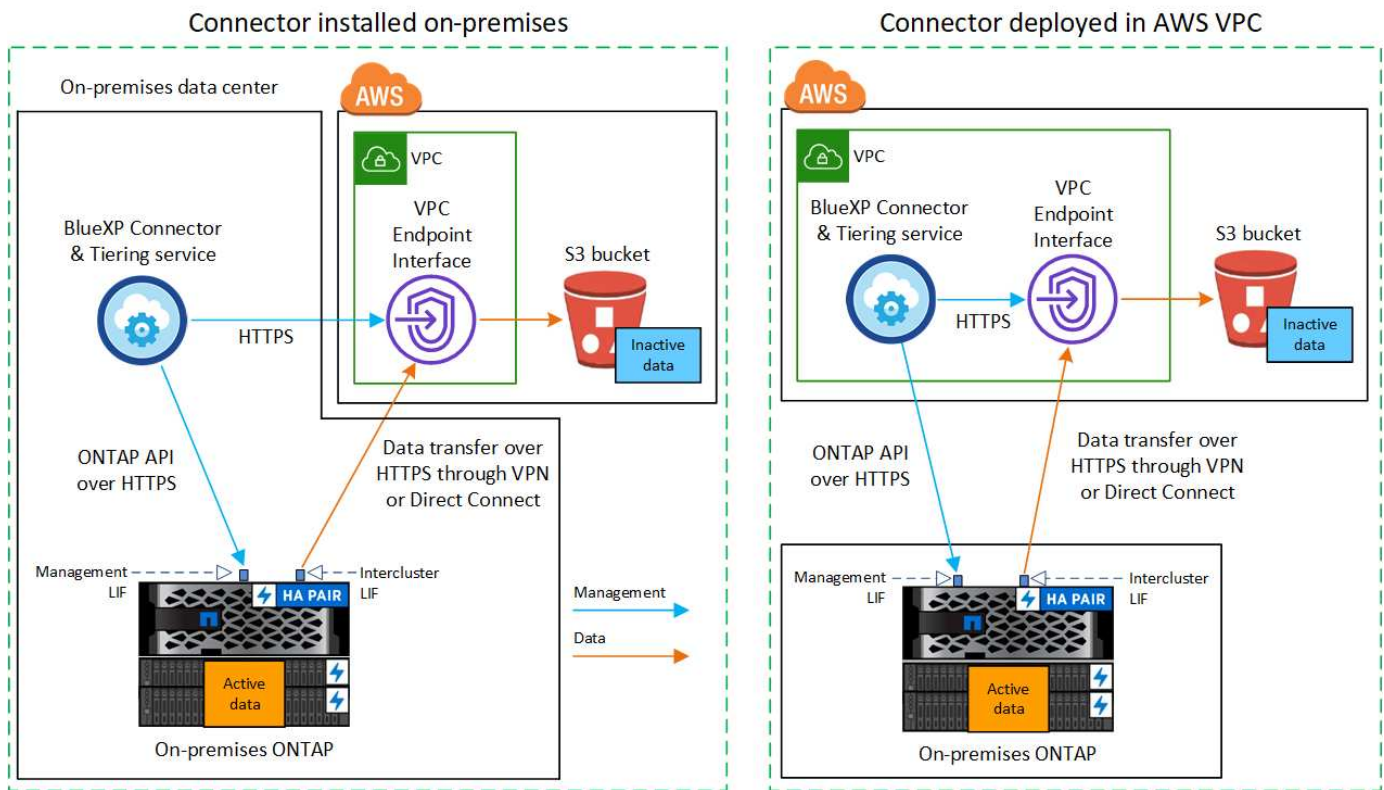 Connector installed on-premises
On-premises data center
AWS
VPC
BlueXP Connector
& Tiering service
VPC
Endpoint
Interface
S3 bucket
HTTPS
Inactive
data
ONTAP API
over HTTPS
Data transfer over
HTTPS through VPN
or Direct Connect
Management
LIF
Intercluster
LIF
HA PAIR
Management
Data
Active
data
On-premises ONTAP
Connector deployed in AWS VPC
AWS
VPC
BlueXP Connector
& Tiering service
VPC
Endpoint
Interface
S3 bucket
HTTPS
Inactive
data
ONTAP API
over HTTPS
Data transfer over
HTTPS through VPN
or Direct Connect
Management
LIF
Intercluster
LIF
HA PAIR
Active
data
On-premises ONTAP